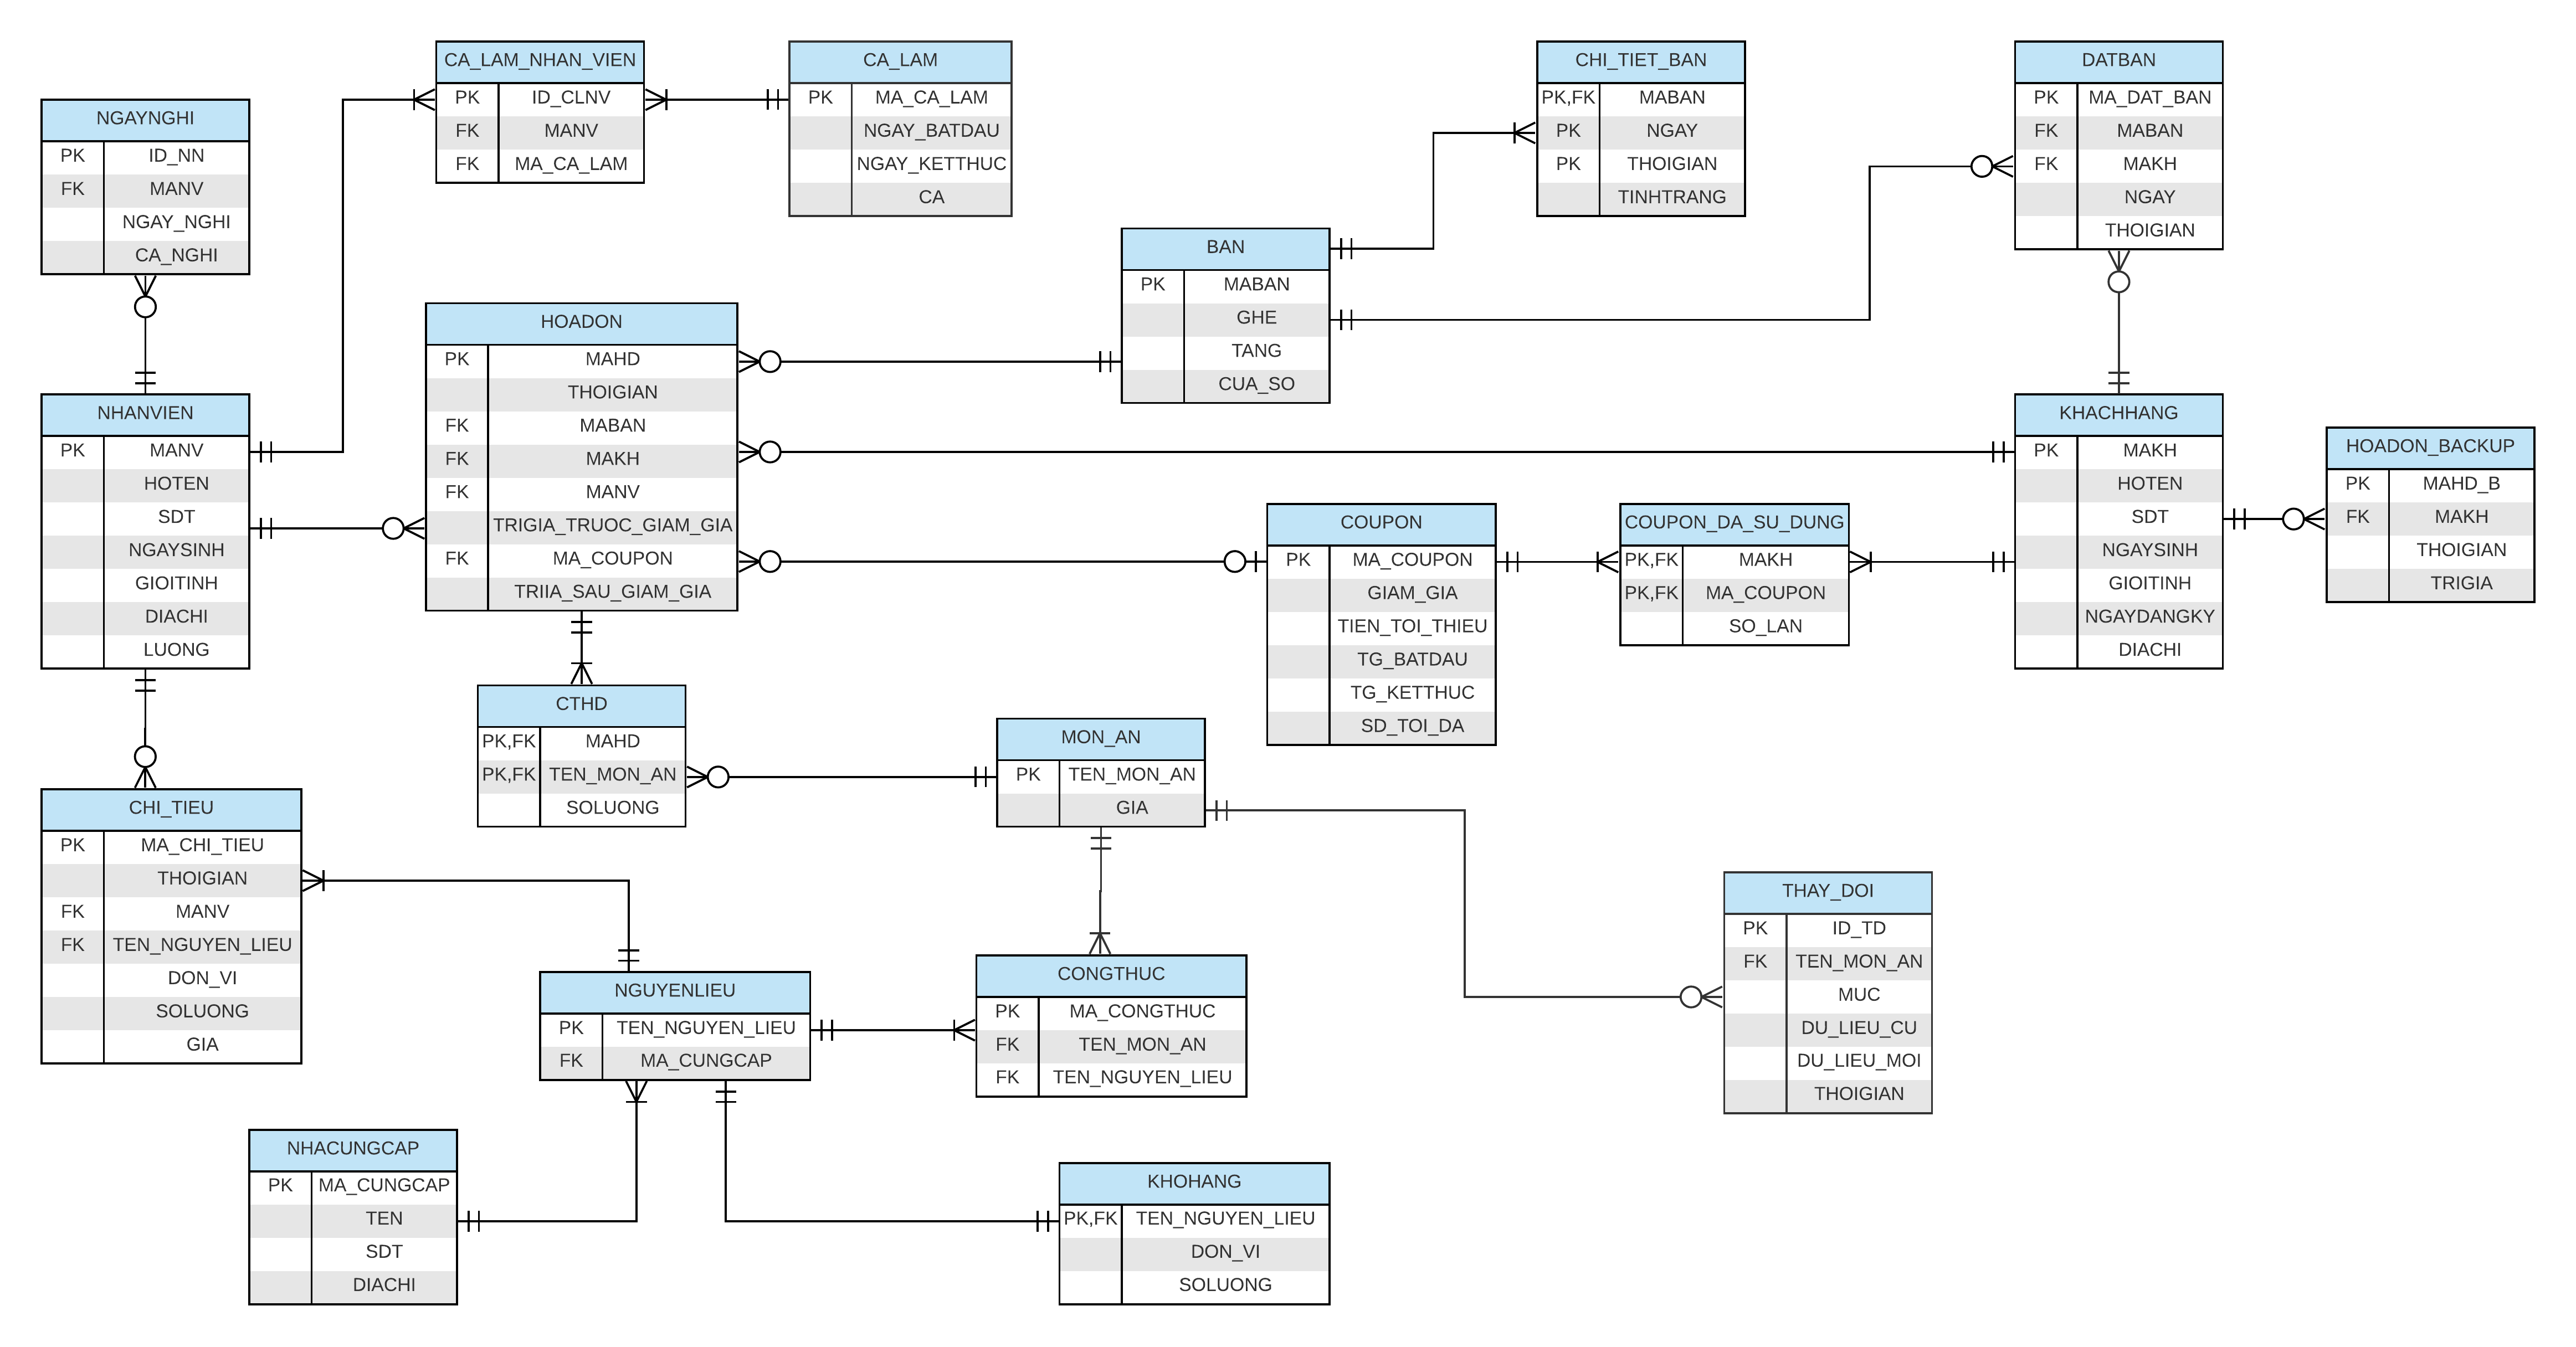 NGAYNGHI
PK ID_NN
FK MANV
NGAY_NGHI
CA_NGHI
CA_LAM_NHAN_VIEN
PK ID_CLNV
FK MANV
FK MA_CA_LAM
CA_LAM
PK MA_CA_LAM
NGAY_BATDAU
NGAY_KETTHUC
CA
CHI_TIET_BAN
PK,FK MABAN
PK NGAY
PK THOIGIAN
TINHTRANG
DATBAN
PK MA_DAT_BAN
FK MABAN
FK MAKH
NGAY
THOIGIAN
BAN
PK MABAN
GHE
TANG
CUA_SO
HOADON
PK MAHD
THOIGIAN
FK MABAN
FK MAKH
FK MANV
TRIGIA_TRUOC_GIAM_GIA
FK MA_COUPON
TRIIA_SAU_GIAM_GIA
NHANVIEN
PK MANV
HOTEN
SDT
NGAYSINH
GIOITINH
DIACHI
LUONG
KHACHHANG
PK MAKH
HOTEN
SDT
NGAYSINH
GIOITINH
NGAYDANGKY
DIACHI
HOADON_BACKUP
PK MAHD_B
FK MAKH
THOIGIAN
TRIGIA
COUPON
PK MA_COUPON
GIAM_GIA
TIEN_TOI_THIEU
TG_BATDAU
TG_KETTHUC
SD_TOI_DA
COUPON_DA_SU_DUNG
PK,FK MAKH
PK,FK MA_COUPON
SO_LAN
CTHD
PK,FK MAHD
PK,FK TEN_MON_AN
SOLUONG
MON_AN
PK TEN_MON_AN
GIA
CHI_TIEU
PK MA_CHI_TIEU
THOIGIAN
FK MANV
FK TEN_NGUYEN_LIEU
DON_VI
SOLUONG
GIA
THAY_DOI
PK ID_TD
FK TEN_MON_AN
MUC
DU_LIEU_CU
DU_LIEU_MOI
THOIGIAN
NGUYENLIEU
PK TEN_NGUYEN_LIEU
FK MA_CUNGCAP
CONGTHUC
PK MA_CONGTHUC
FK TEN_MON_AN
FK TEN_NGUYEN_LIEU
NHACUNGCAP
PK MA_CUNGCAP
TEN
SDT
DIACHI
KHOHANG
PK,FK TEN_NGUYEN_LIEU
DON_VI
SOLUONG